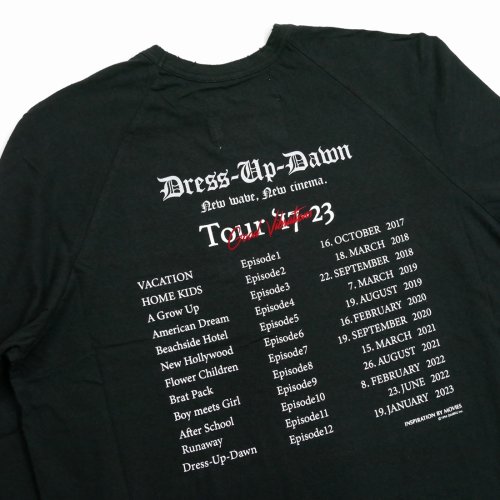 Dress-Up-Dawn
New wave, New cinema.
Tour '17-23
VACATION Episode1 16. OCTOBER 2017
HOME KIDS Episode2 18. MARCH 2018
A Grow Up Episode3 22. SEPTEMBER 2018
American Dream Episode4 7. MARCH 2019
Beachside Hotel Episode5 19. AUGUST 2019
New Hollywood Episode6 16. FEBRUARY 2020
Flower Children Episode7 19. SEPTEMBER 2020
Brat Pack Episode8 15. MARCH 2021
Boy meets Girl Episode9 26. AUGUST 2021
After School Episode10 8. FEBRUARY 2022
Runaway Episode11 23. JUNE 2022
Dress-Up-Dawn Episode12 19. JANUARY 2023
INSPIRATION BY MOVIES